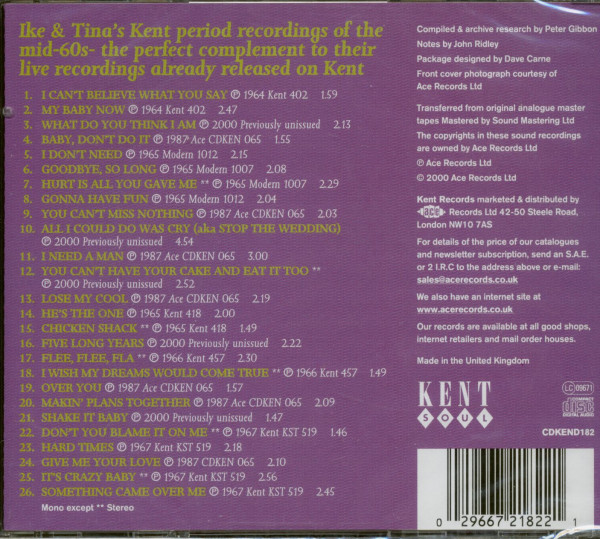 Ike & Tina's Kent period recordings of the
mid-60s- the perfect complement to their
live recordings already released on Kent
1. I CAN'T BELIEVE WHAT YOU SAY ℗ 1964 Kent 402 1.59
2. MY BABY NOW ℗ 1964 Kent 402 2.47
3. WHAT DO YOU THINK I AM ℗ 2000 Previously unissued 2.13
4. BABY, DON'T DO IT ℗ 1987 Ace CDKEN 065 1.55
5. I DON'T NEED ℗ 1965 Modern 1012 2.15
6. GOODBYE, SO LONG ℗ 1965 Modern 1007 2.08
7. HURT IS ALL YOU GAVE ME ** ℗ 1965 Modern 1007 2.29
8. GONNA HAVE FUN ℗ 1965 Modern 1012 2.15
9. YOU CAN'T MISS NOTHING ℗ 1987 Ace CDKEN 065 2.03
10. ALL I COULD DO WAS CRY (aka STOP THE WEDDING)
℗ 2000 Previously unissued 4.54
11. I NEED A MAN ℗ 1987 Ace CDKEN 065 3.00
12. YOU CAN'T HAVE YOUR CAKE AND EAT IT TOO **
℗ 2000 Previously unissued 2.52
13. LOSE MY COOL ℗ 1987 Ace CDKEN 065 2.19
14. HE'S THE ONE ℗ 1965 Kent 418 2.00
15. CHICKEN SHACK ** ℗ 1965 Kent 418 1.49
16. FIVE LONG YEARS ℗ 2000 Previously unissued 2.22
17. FLEE, FLEE, FLA ** ℗ 1966 Kent 457 2.30
18. I WISH MY DREAMS WOULD COME TRUE ** ℗ 1966 Kent 457 1.49
19. OVER YOU ℗ 1987 Ace CDKEN 065 1.57
20. MAKIN' PLANS TOGETHER ℗ 1987 Ace CDKEN 065 2.09
21. SHAKE IT BABY ℗ 2000 Previously unissued 1.47
22. DON'T YOU BLAME IT ON ME ** ℗ 1967 Kent KST 519 1.46
23. HARD TIMES ℗ 1967 Kent KST 519 2.18
24. GIVE ME YOUR LOVE ℗ 1987 CDKEN 065 2.10
25. IT'S CRAZY BABY ** ℗ 1967 Kent KST 519 2.56
26. SOMETHING CAME OVER ME ℗ 1967 Kent KST 519 2.45
Mono except ** Stereo
Compiled & archive research by Peter Gibbon
Notes by John Ridley
Package designed by Dave Carne
Front cover photograph courtesy of
Ace Records Ltd
Transferred from original analogue master
tapes Mastered by Sound Mastering Ltd
The copyrights in these sound recordings
are owned by Ace Records Ltd
℗ Ace Records Ltd
© 2000 Ace Records Ltd
Kent Records marketed & distributed by
ace Records Ltd 42-50 Steele Road,
London NW10 7AS
For details of the price of our catalogues
and newsletter subscription, send an S.A.E.
or 2 I.R.C to the address above or e-mail:
sales@acerecords.co.uk
We also have an internet site at
www.acerecords.co.uk
Our records are available at all good shops,
internet retailers and mail order houses.
Made in the United Kingdom
KENT
SOUL
LC 09671
COMPACT
disc
DIGITAL AUDIO
CDKEND182
0 29667 21822 1